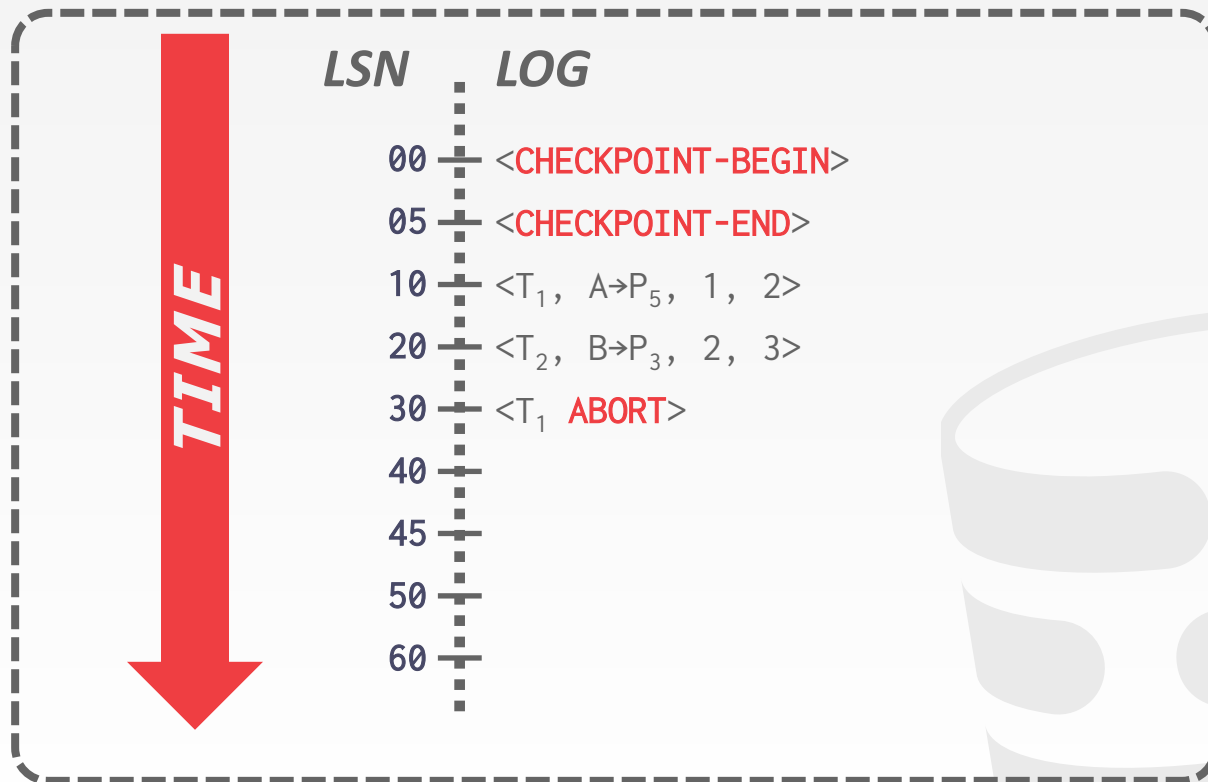 TIME
LSN LOG
00 <CHECKPOINT-BEGIN>
05 <CHECKPOINT-END>
10 <T₁, A→P₅, 1, 2>
20 <T₂, B→P₃, 2, 3>
30 <T₁ ABORT>
40
45
50
60